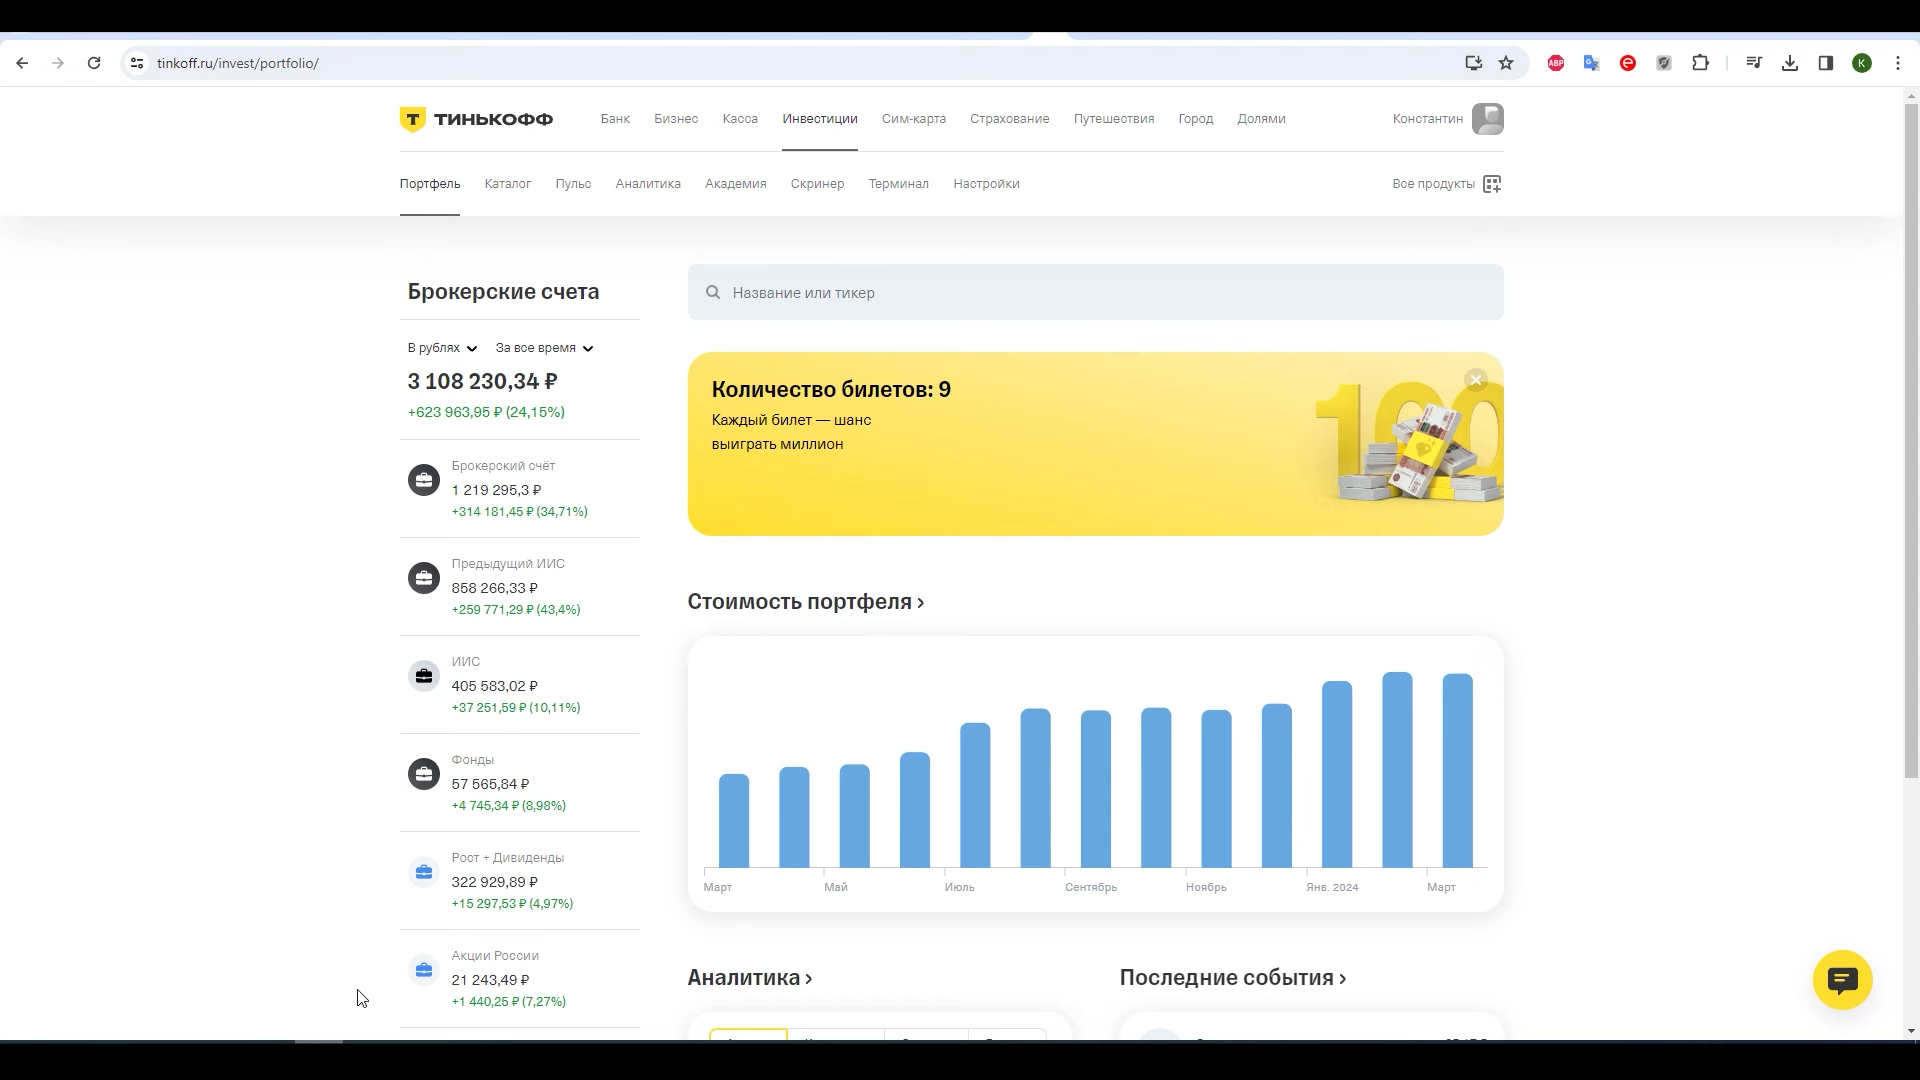 tinkoff.ru/invest/portfolio/
ABP
K
ТИНЬКОФФ
Банк
Бизнес
Касса
Инвестиции
Сим-карта
Страхование
Путешествия
Город
Долями
Константин
Портфель
Каталог
Пульс
Аналитика
Академия
Скринер
Терминал
Настройки
Все продукты
Брокерские счета
В рублях
За все время
3 108 230,34 ₽
+623 963,95 ₽ (24,15%)
Брокерский счёт
1 219 295,3 ₽
+314 181,45 ₽ (34,71%)
Предыдущий ИИС
858 266,33 ₽
+259 771,29 ₽ (43,4%)
ИИС
405 583,02 ₽
+37 251,59 ₽ (10,11%)
Фонды
57 565,84 ₽
+4 745,34 ₽ (8,98%)
Рост + Дивиденды
322 929,89 ₽
+15 297,53 ₽ (4,97%)
Акции России
21 243,49 ₽
+1 440,25 ₽ (7,27%)
Название или тикер
Количество билетов: 9
Каждый билет — шанс
выиграть миллион
100
Стоимость портфеля ›
Март
Май
Июль
Сентябрь
Ноябрь
Янв. 2024
Март
Аналитика ›
Последние события ›